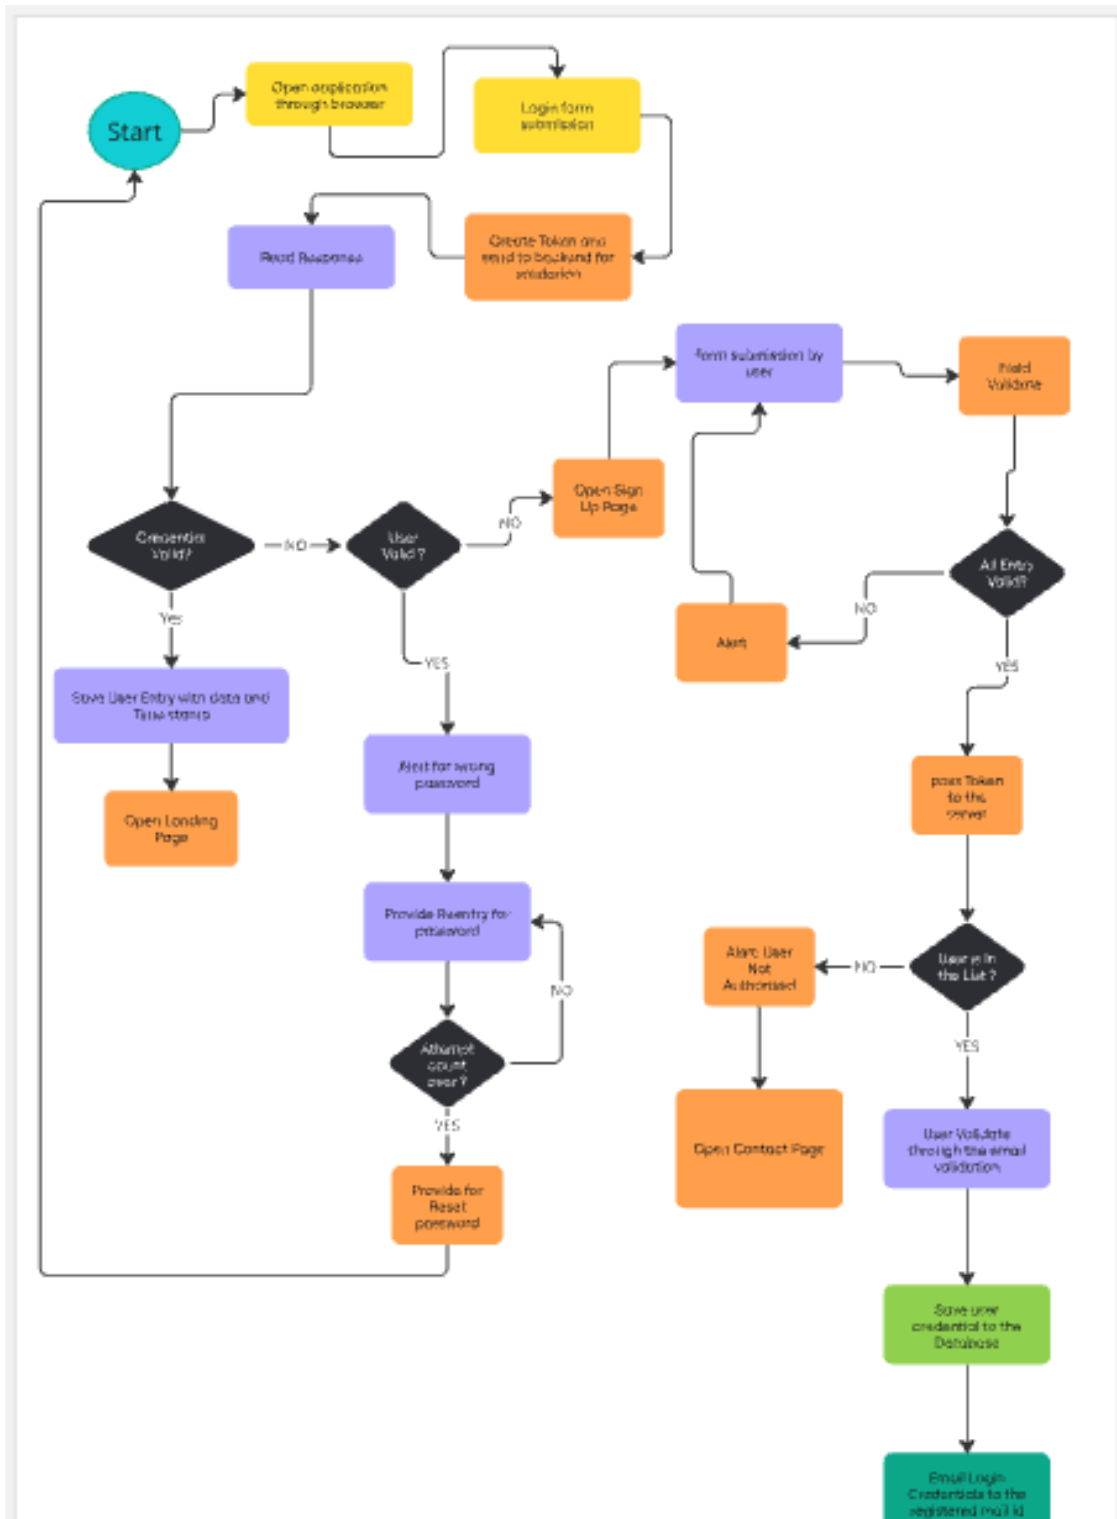 Start
Open application
through browser
Login form
submission
Read Response
Create Token and
send to backend for
validation
Form submission by
user
Field
Validate
Open Sign
Up Page
Credential
Valid?
NO
User
Valid ?
NO
All Entry
Valid?
NO
Alert
Yes
YES
YES
Save User Entry with data and
Time stamp
Alert for wrong
password
pass Token
to the
server
Open Landing
Page
Provide Reentry for
password
NO
Alert: User
Not
Authorised
NO
User is In
the List ?
Attempt
count
over ?
YES
YES
User Validate
through the email
validation
Open Contact Page
Provide for
Reset
password
Save user
credential to the
Database
Email Login
Credentials to the
registered mail id